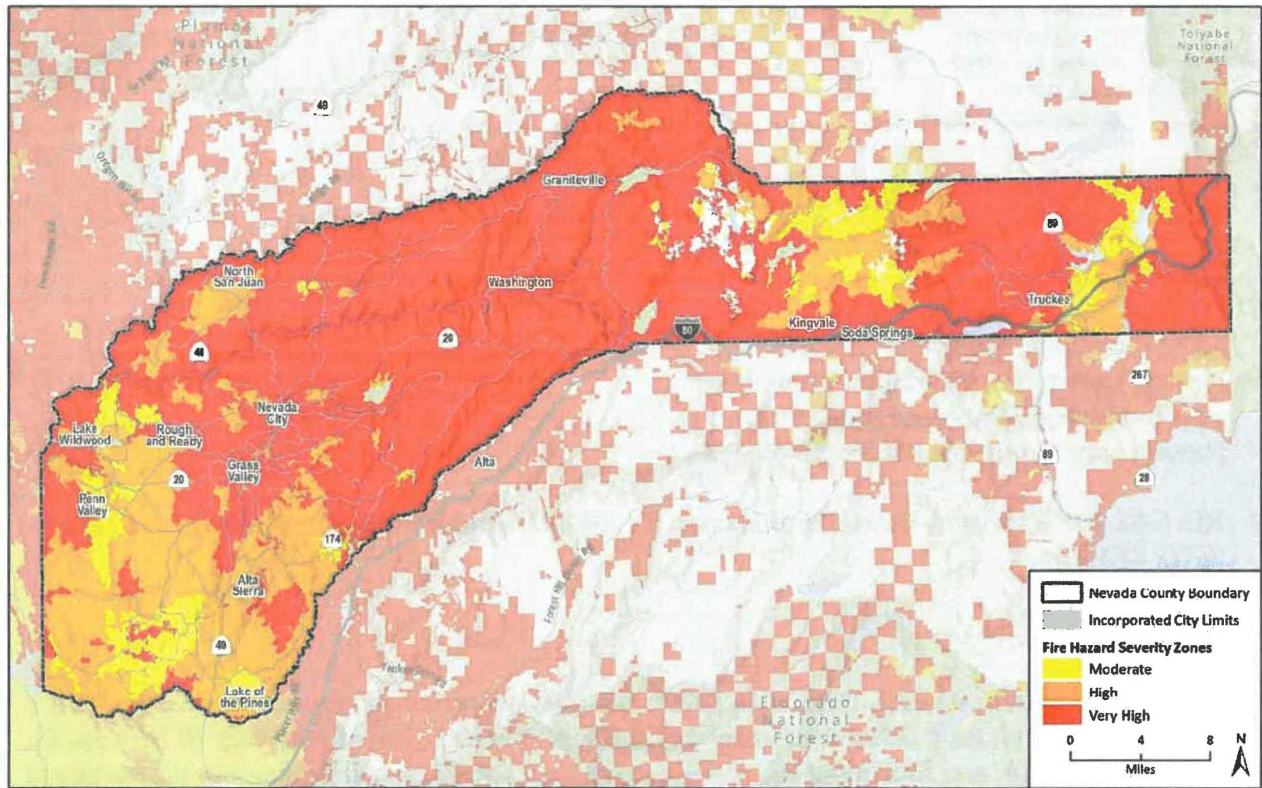 Plumas
National
Forest
Toiyabe
National
Forest
49
Graniteville
89
North
San Juan
Washington
Truckee
Kingvale
Soda Springs
80
20
49
267
Nevada
City
Lake
Wildwood
Rough
and Ready
Grass
Valley
Alta
89
28
20
Penn
Valley
174
Alta
Sierra
49
Lake of
the Pines
Eldorado
National
Forest
Nevada County Boundary
Incorporated City Limits
Fire Hazard Severity Zones
Moderate
High
Very High
0 4 8
Miles
N